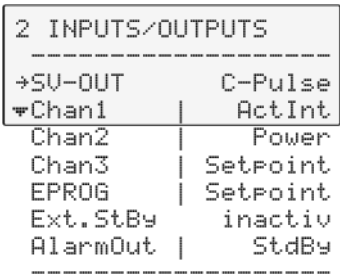 2 INPUTS/OUTPUTS
------------------
→SV-OUT C-Pulse
▼Chan1 | ActInt
Chan2 | Power
Chan3 | Setpoint
EPROG | Setpoint
Ext.StBy inactiv
AlarmOut | StdBy
------------------